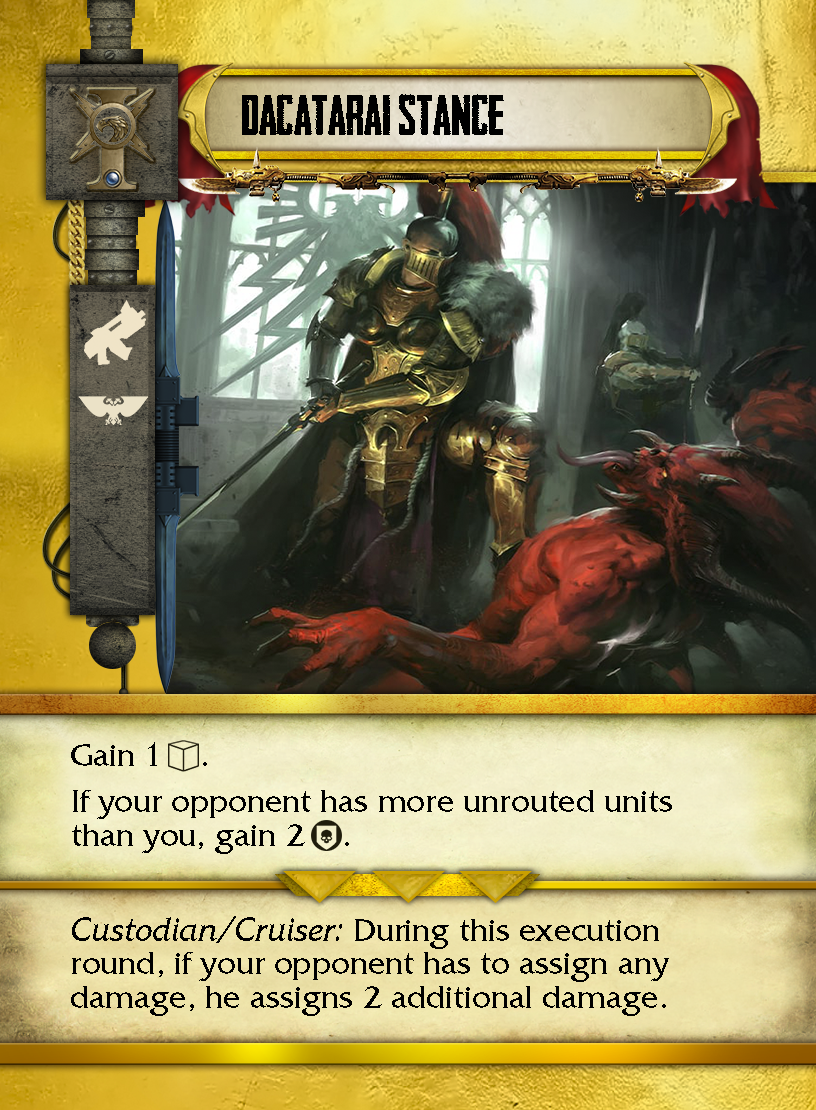 DACATARAI STANCE
Gain 1 .
If your opponent has more unrouted units
than you, gain 2 .
Custodian/Cruiser: During this execution
round, if your opponent has to assign any
damage, he assigns 2 additional damage.